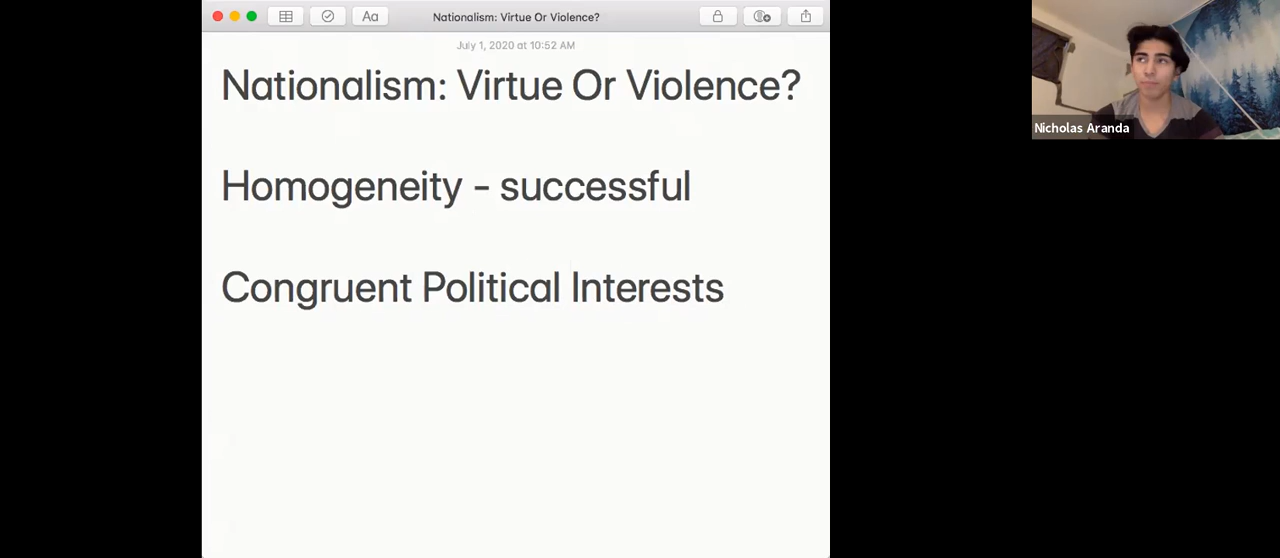 Aa
Nationalism: Virtue Or Violence?
July 1, 2020 at 10:52 AM
Nationalism: Virtue Or Violence?
Homogeneity - successful
Congruent Political Interests
Nicholas Aranda